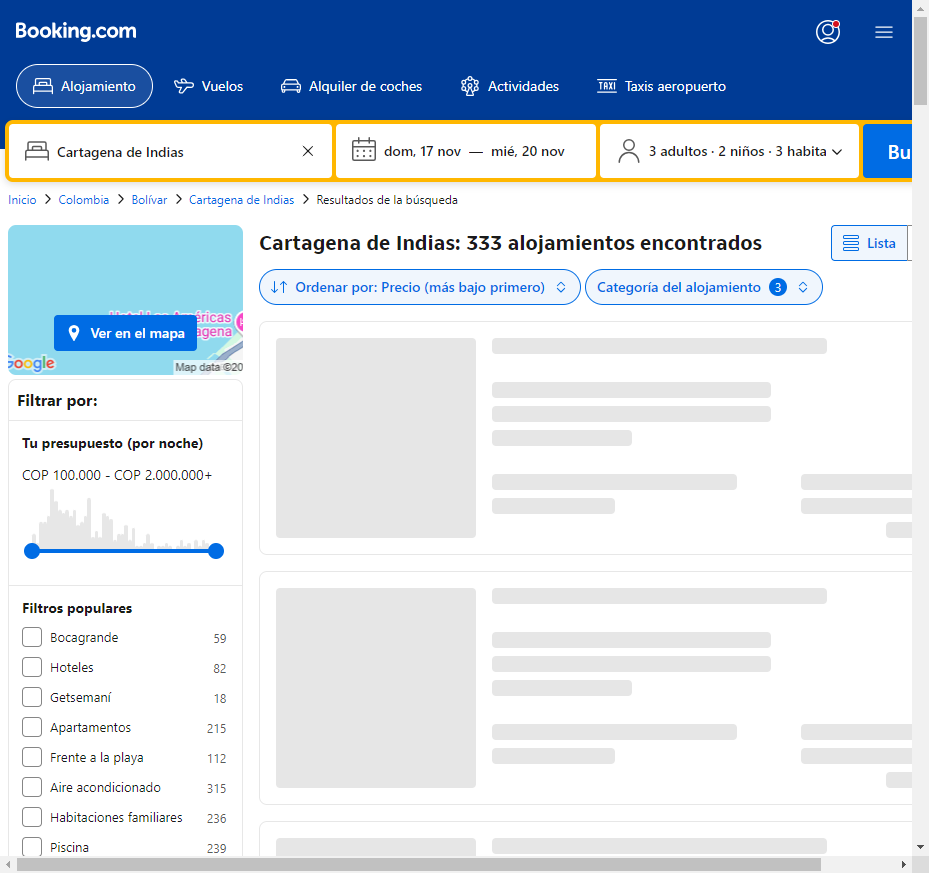 Booking.com
Alojamiento
Vuelos
Alquiler de coches
Actividades
TAXI Taxis aeropuerto
Cartagena de Indias
dom, 17 nov — mié, 20 nov
3 adultos · 2 niños · 3 habita
Bu
Inicio > Colombia > Bolívar > Cartagena de Indias > Resultados de la búsqueda
Cartagena de Indias: 333 alojamientos encontrados
Lista
Ordenar por: Precio (más bajo primero)
Categoría del alojamiento 3
Ver en el mapa
Google
Map data ©20
Filtrar por:
Tu presupuesto (por noche)
COP 100.000 - COP 2.000.000+
Filtros populares
Bocagrande 59
Hoteles 82
Getsemaní 18
Apartamentos 215
Frente a la playa 112
Aire acondicionado 315
Habitaciones familiares 236
Piscina 239